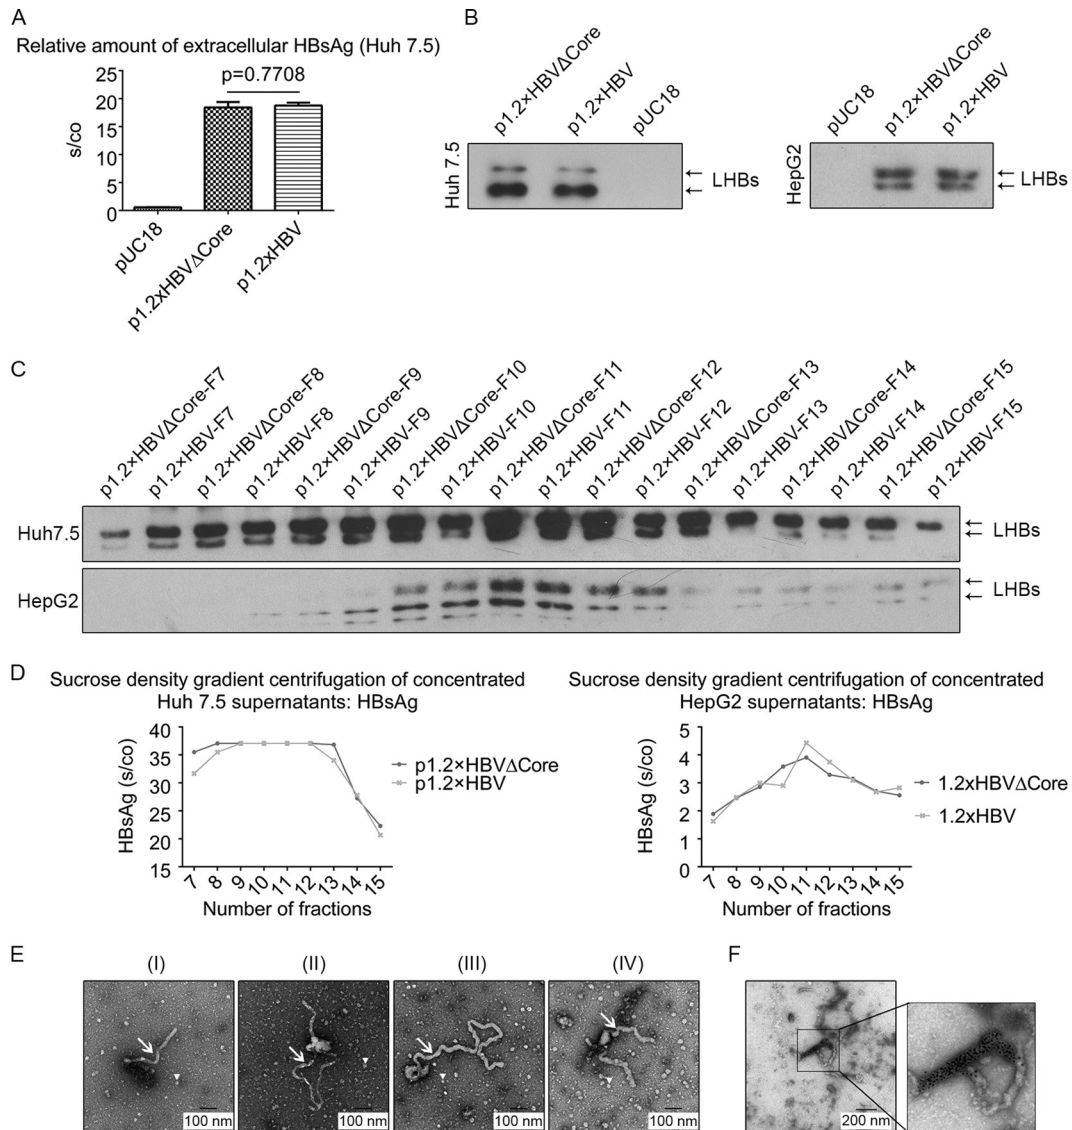 A
Relative amount of extracellular HBsAg (Huh 7.5)
p=0.7708
s/co
25
20
15
10
5
0
pUC18
p1.2xHBVΔCore
p1.2xHBV
B
p1.2×HBVΔCore
p1.2×HBV
pUC18
Huh 7.5
LHBs
pUC18
p1.2×HBVΔCore
p1.2×HBV
HepG2
LHBs
C
p1.2×HBVΔCore-F7
p1.2×HBV-F7
p1.2×HBVΔCore-F8
p1.2×HBV-F8
p1.2×HBVΔCore-F9
p1.2×HBV-F9
p1.2×HBVΔCore-F10
p1.2×HBV-F10
p1.2×HBVΔCore-F11
p1.2×HBV-F11
p1.2×HBVΔCore-F12
p1.2×HBV-F12
p1.2×HBVΔCore-F13
p1.2×HBV-F13
p1.2×HBVΔCore-F14
p1.2×HBV-F14
p1.2×HBVΔCore-F15
p1.2×HBV-F15
Huh7.5
LHBs
HepG2
LHBs
D
Sucrose density gradient centrifugation of concentrated
Huh 7.5 supernatants: HBsAg
HBsAg (s/co)
40
35
30
25
20
15
7 8 9 10 11 12 13 14 15
Number of fractions
p1.2×HBVΔCore
p1.2×HBV
Sucrose density gradient centrifugation of concentrated
HepG2 supernatants: HBsAg
HBsAg (s/co)
5
4
3
2
1
0
7 8 9 10 11 12 13 14 15
Number of fractions
1.2xHBVΔCore
1.2xHBV
E
(I)
(II)
(III)
(IV)
100 nm
100 nm
100 nm
100 nm
F
200 nm